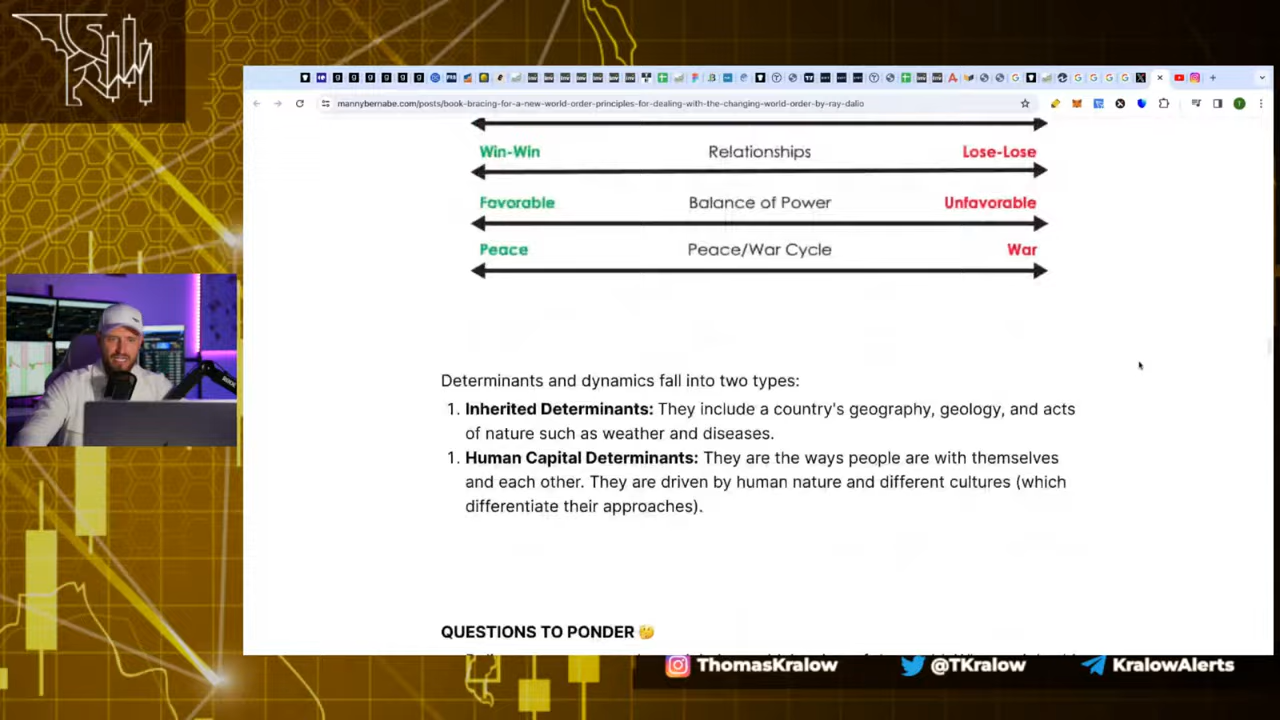 mannybernabe.com/posts/book-bracing-for-a-new-world-order-principles-for-dealing-with-the-changing-world-order-by-ray-dalio
Win-Win Relationships Lose-Lose
Favorable Balance of Power Unfavorable
Peace Peace/War Cycle War
Determinants and dynamics fall into two types:
1. Inherited Determinants: They include a country's geography, geology, and acts
of nature such as weather and diseases.
1. Human Capital Determinants: They are the ways people are with themselves
and each other. They are driven by human nature and different cultures (which
differentiate their approaches).
QUESTIONS TO PONDER 🤔
ThomasKralow @TKralow KralowAlerts